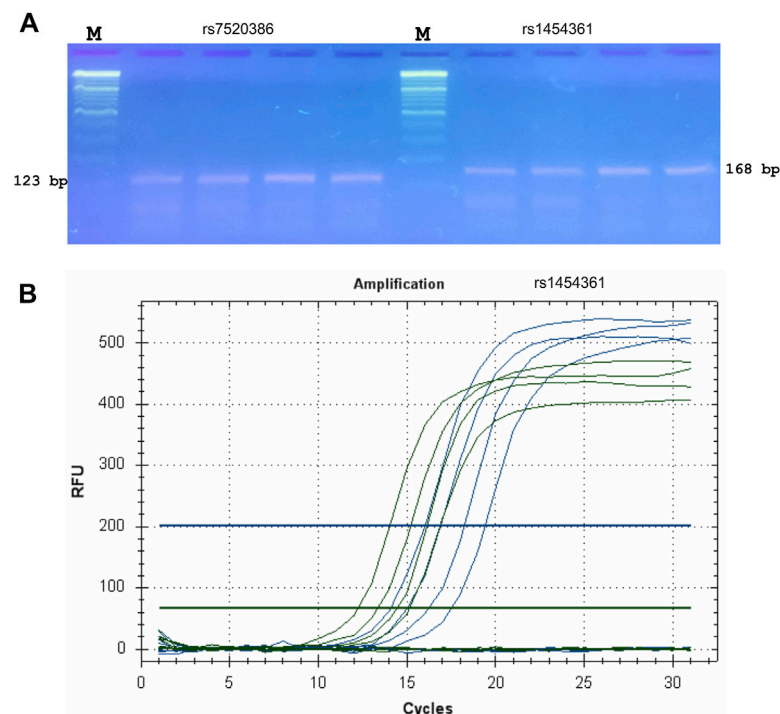 A
M rs7520386 M rs1454361
123 bp 168 bp
B
Amplification rs1454361
RFU
500
400
300
200
100
0
0 5 10 15 20 25 30
Cycles